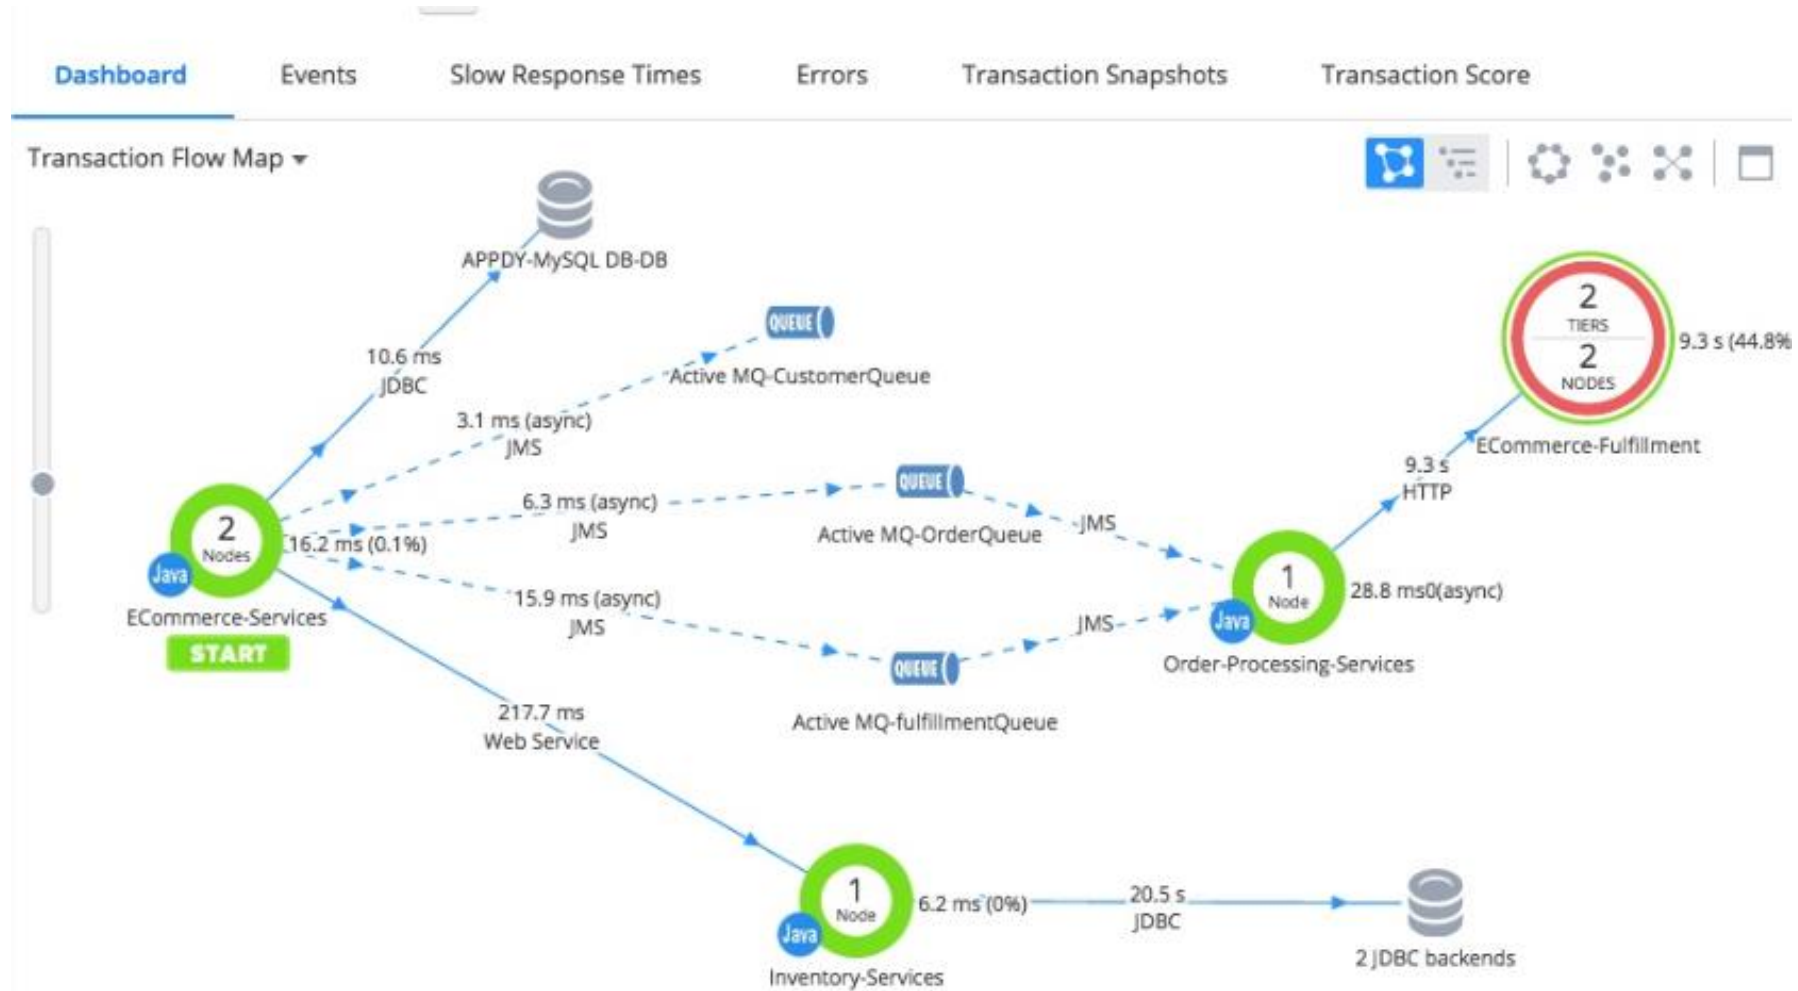 Dashboard
Events
Slow Response Times
Errors
Transaction Snapshots
Transaction Score
Transaction Flow Map
APPDY-MySQL DB-DB
10.6 ms
JDBC
QUEUE
Active MQ-CustomerQueue
3.1 ms (async)
JMS
2
TIERS
2
NODES
9.3 s (44.8%
ECommerce-Fulfillment
9.3 s
HTTP
QUEUE
6.3 ms (async)
JMS
Active MQ-OrderQueue
JMS
2
Nodes
16.2 ms (0.1%)
Java
ECommerce-Services
START
1
Node
28.8 ms0(async)
Java
Order-Processing-Services
15.9 ms (async)
JMS
JMS
QUEUE
Active MQ-fulfillmentQueue
217.7 ms
Web Service
1
Node
6.2 ms (0%)
Java
Inventory-Services
20.5 s
JDBC
2 JDBC backends